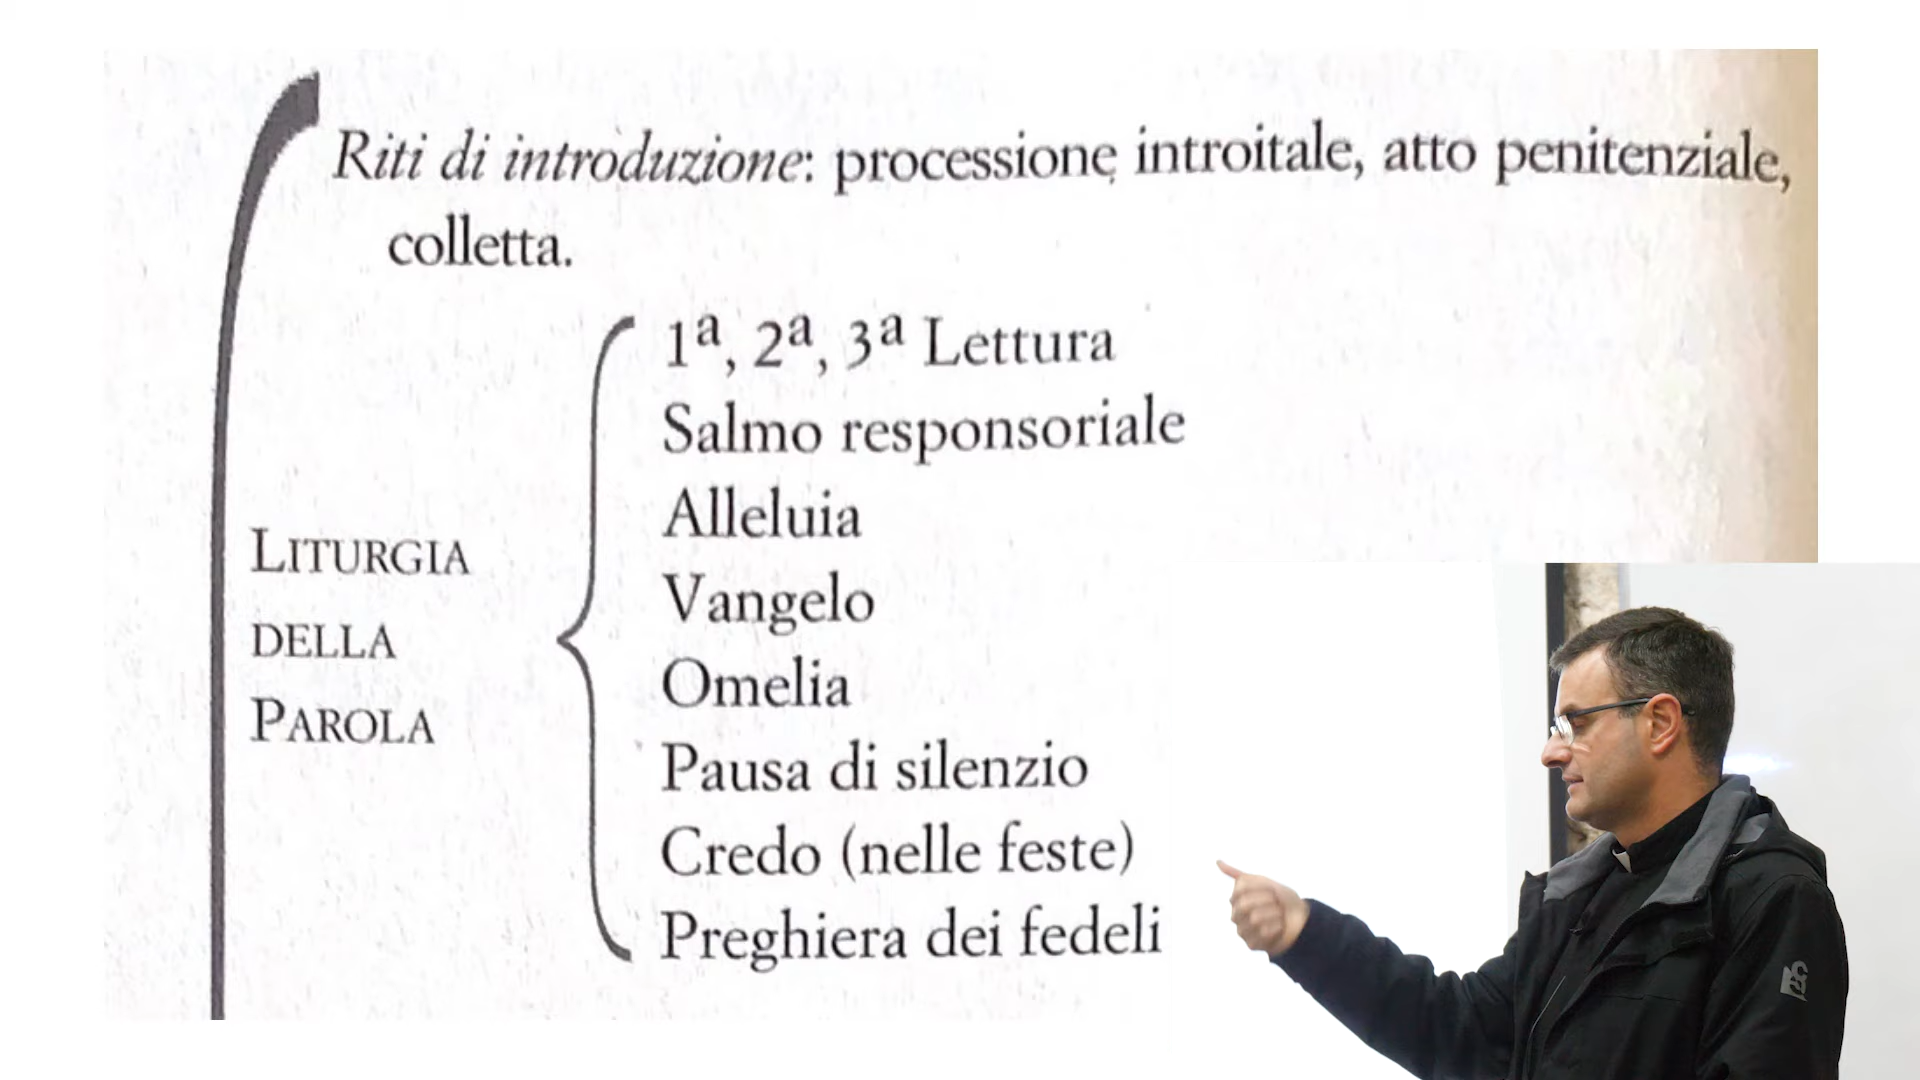 Riti di introduzione: processione introitale, atto penitenziale,
colletta.
LITURGIA
DELLA
PAROLA
1ª, 2ª, 3ª Lettura
Salmo responsoriale
Alleluia
Vangelo
Omelia
Pausa di silenzio
Credo (nelle feste)
Preghiera dei fedeli